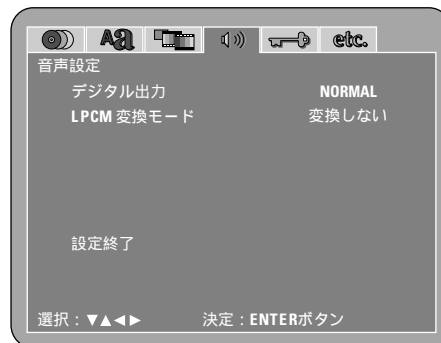 Aa etc.
音声設定
デジタル出力 NORMAL
LPCM 変換モード 変換しない
設定終了
選択：▼▲◀▶ 決定：ENTERボタン